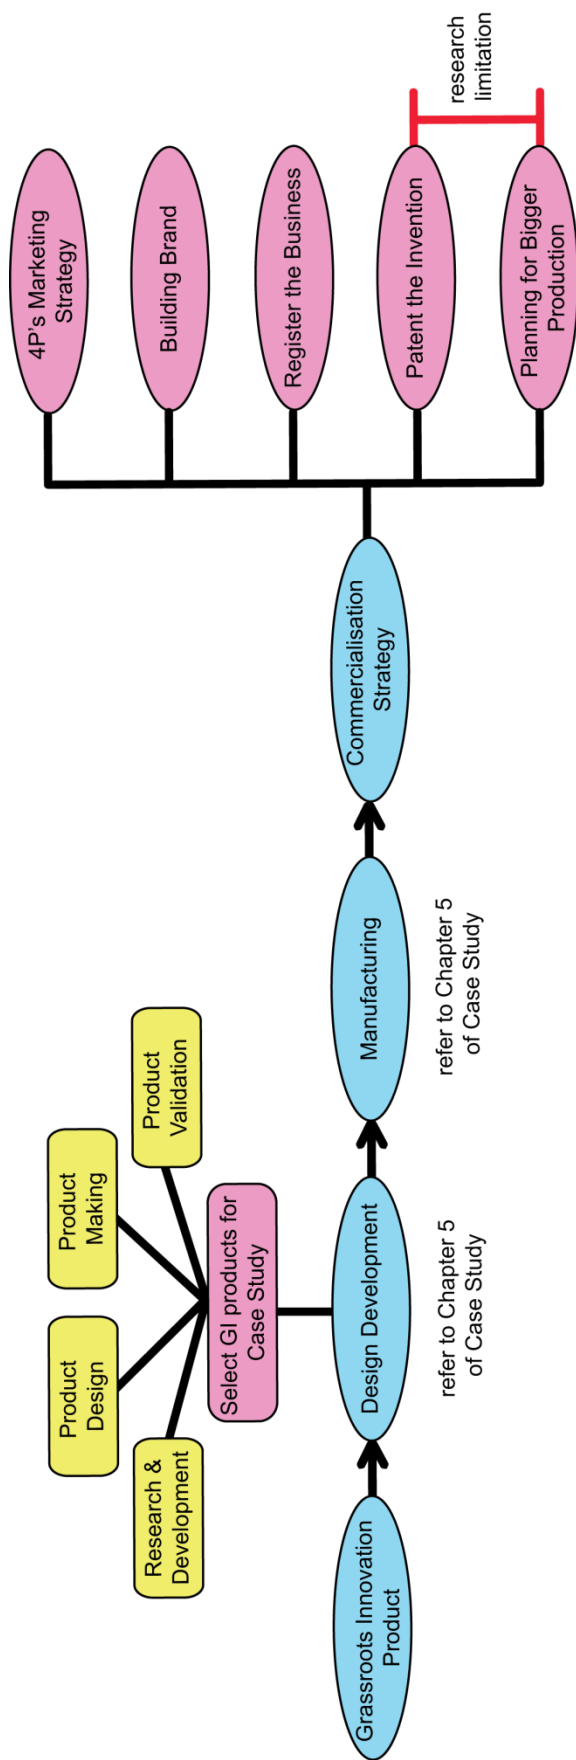 Research &
Development
Product
Design
Product
Making
Product
Validation
Select GI products for
Case Study
Grassroots Innovation
Product
Design Development
refer to Chapter 5
of Case Study
Manufacturing
refer to Chapter 5
of Case Study
Commercialisation
Strategy
4P's Marketing
Strategy
Building Brand
Register the Business
Patent the Invention
Planning for Bigger
Production
research
limitation